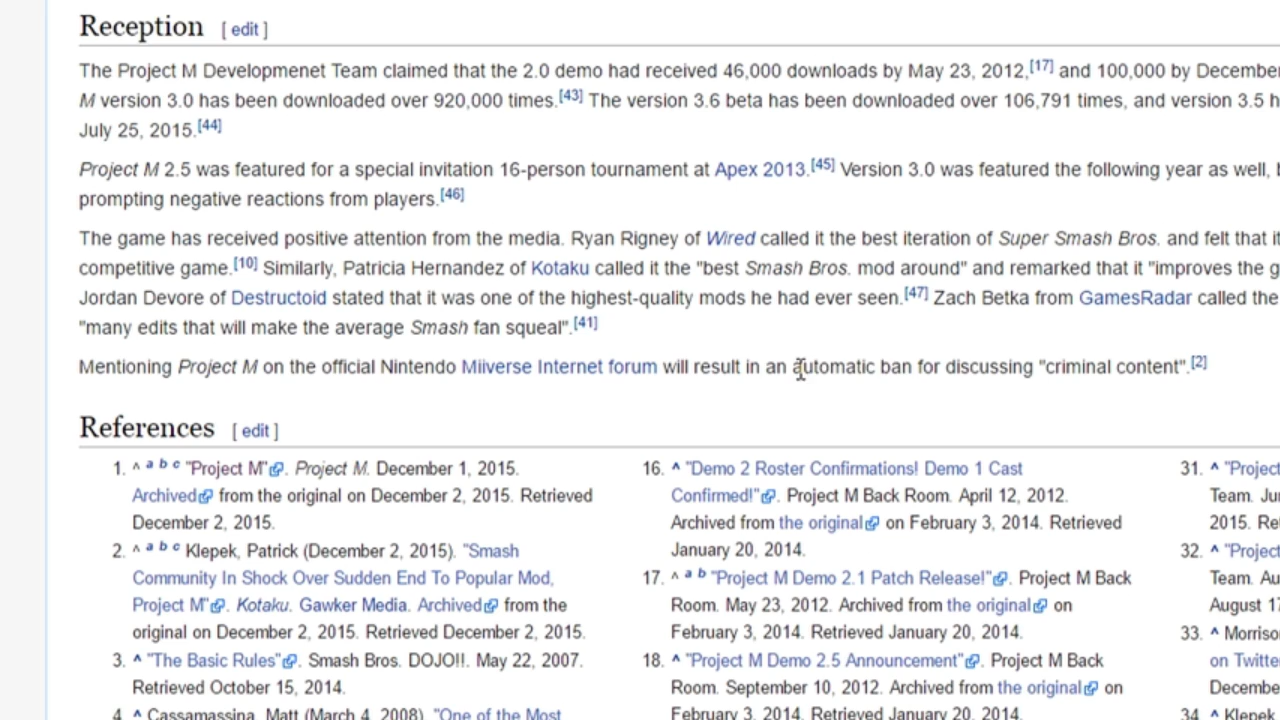 Reception [ edit ]
The Project M Developmenet Team claimed that the 2.0 demo had received 46,000 downloads by May 23, 2012,[17] and 100,000 by
M version 3.0 has been downloaded over 920,000 times.[43] The version 3.6 beta has been downloaded over 106,791 times, and version 3.5
July 25, 2015.[44]
Project M 2.5 was featured for a special invitation 16-person tournament at Apex 2013.[45] Version 3.0 was featured the following year as well,
prompting negative reactions from players.[46]
The game has received positive attention from the media. Ryan Rigney of Wired called it the best iteration of Super Smash Bros. and felt that
competitive game.[10] Similarly, Patricia Hernandez of Kotaku called it the "best Smash Bros. mod around" and remarked that it "improves the
Jordan Devore of Destructoid stated that it was one of the highest-quality mods he had ever seen.[47] Zach Betka from GamesRadar called the
"many edits that will make the average Smash fan squeal".[41]
Mentioning Project M on the official Nintendo Miiverse Internet forum will result in an automatic ban for discussing "criminal content".[2]
References [ edit ]
1. ^ a b c "Project M". Project M. December 1, 2015.
Archived from the original on December 2, 2015. Retrieved
December 2, 2015.
2. ^ a b c Klepek, Patrick (December 2, 2015). "Smash
Community In Shock Over Sudden End To Popular Mod,
Project M". Kotaku. Gawker Media. Archived from the
original on December 2, 2015. Retrieved December 2, 2015.
3. ^ "The Basic Rules". Smash Bros. DOJO!!. May 22, 2007.
Retrieved October 15, 2014.
4. ^ Cassamassina, Matt (March 4, 2008). "One of the Most
16. ^ "Demo 2 Roster Confirmations! Demo 1 Cast
Confirmed!". Project M Back Room. April 12, 2012.
Archived from the original on February 3, 2014. Retrieved
January 20, 2014.
17. ^ a b "Project M Demo 2.1 Patch Release!". Project M Back
Room. May 23, 2012. Archived from the original on
February 3, 2014. Retrieved January 20, 2014.
18. ^ "Project M Demo 2.5 Announcement". Project M Back
Room. September 10, 2012. Archived from the original on
February 3, 2014. Retrieved January 20, 2014.
31. ^ "Project
Team.
2015.
32. ^ "Project
Team.
August
33. ^
on
34. ^ Klepek